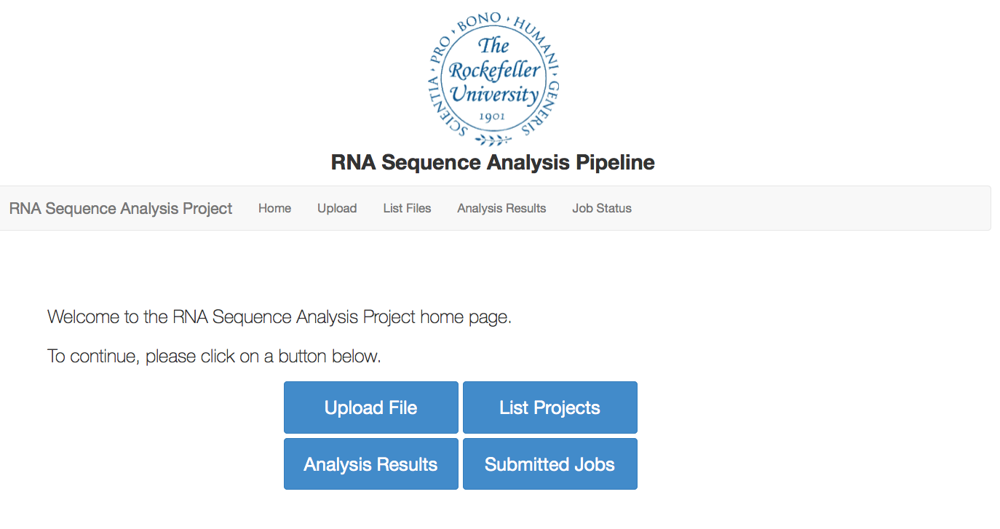 SCIENTIA · PRO · BONO · HUMANI · GENERIS
The
Rockefeller
University
1901
RNA Sequence Analysis Pipeline
RNA Sequence Analysis Project Home Upload List Files Analysis Results Job Status
Welcome to the RNA Sequence Analysis Project home page.
To continue, please click on a button below.
Upload File List Projects
Analysis Results Submitted Jobs